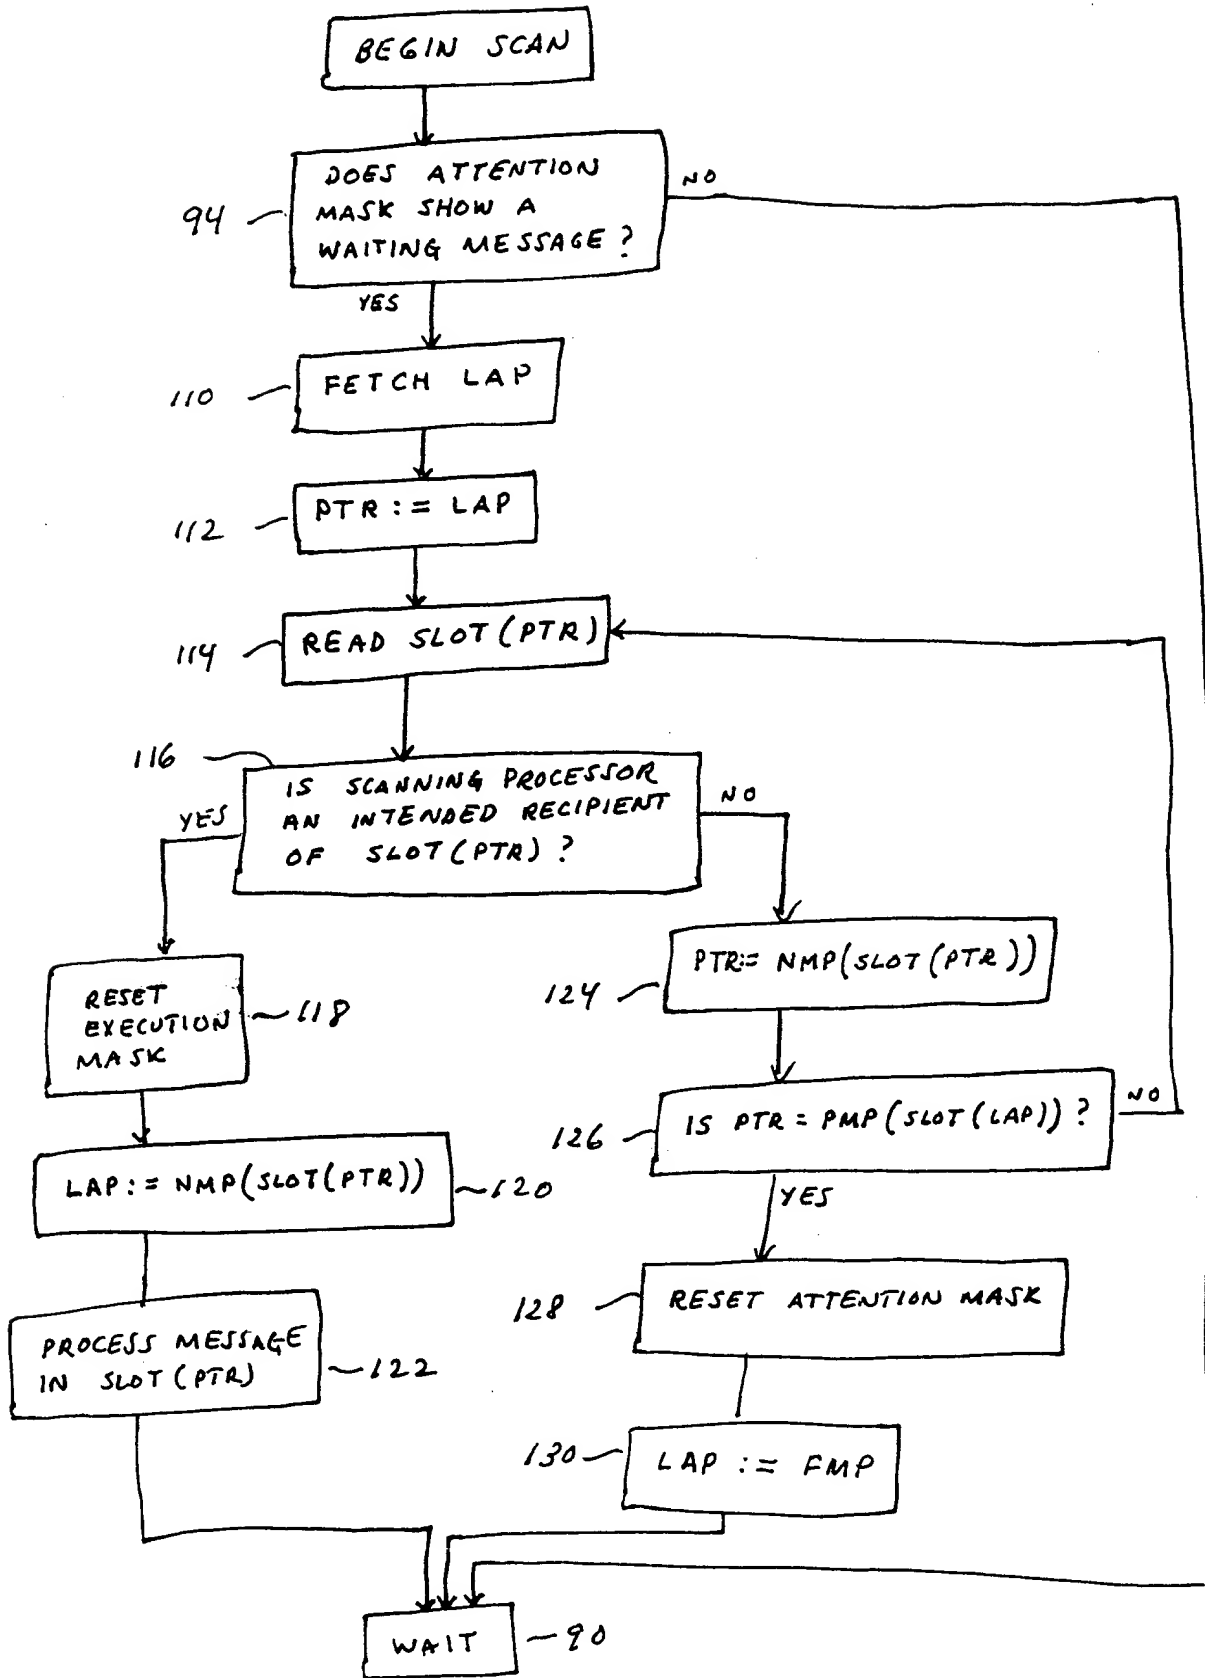 BEGIN SCAN
DOES ATTENTION
MASK SHOW A
WAITING MESSAGE ?
94
NO
YES
FETCH LAP
110
PTR := LAP
112
READ SLOT (PTR)
114
116
IS SCANNING PROCESSOR
AN INTENDED RECIPIENT
OF SLOT (PTR) ?
YES
NO
RESET
EXECUTION
MASK
118
PTR:= NMP(SLOT(PTR))
124
LAP := NMP(SLOT(PTR))
120
IS PTR = PMP(SLOT(LAP)) ?
126
NO
YES
PROCESS MESSAGE
IN SLOT (PTR)
122
RESET ATTENTION MASK
128
LAP := FMP
130
WAIT
90